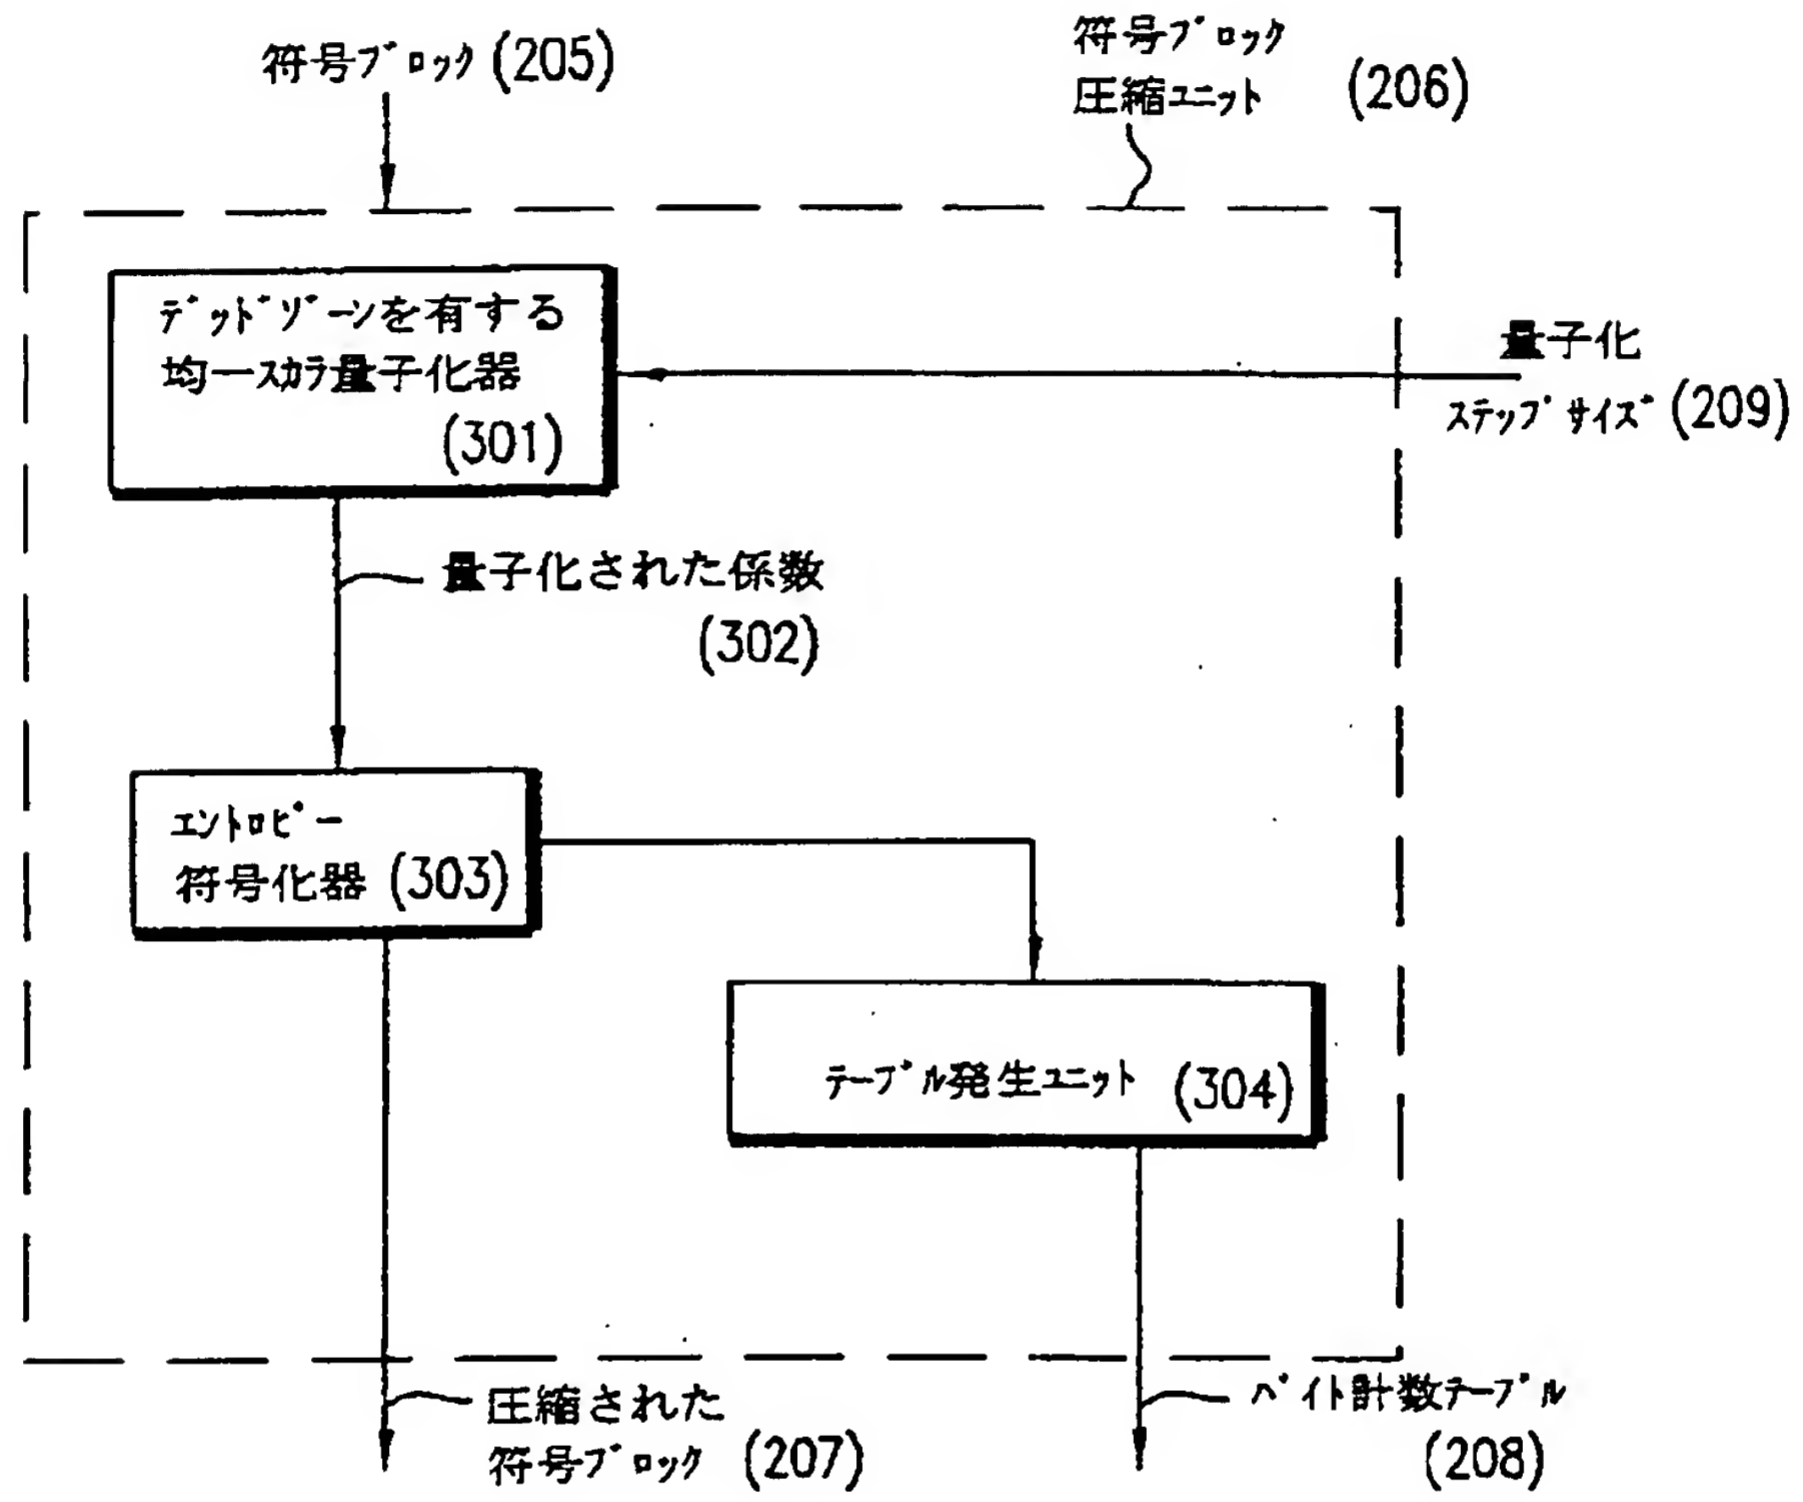 符号ブロック (205)
符号ブロック
圧縮ユニット (206)
デッドゾーンを有する
均一スカラ量子化器
(301)
量子化
ステップサイズ (209)
量子化された係数
(302)
エントロピー
符号化器 (303)
テーブル発生ユニット (304)
圧縮された
符号ブロック (207)
バイト計数テーブル
(208)